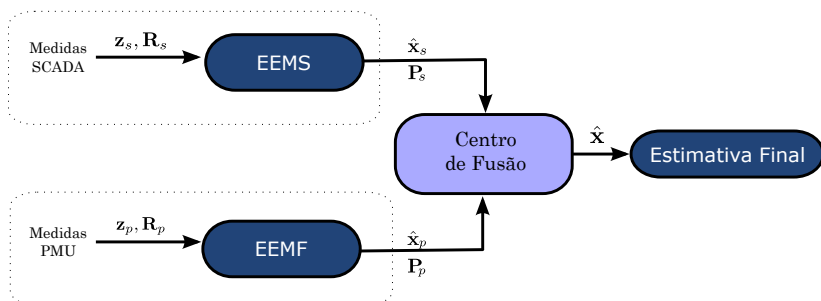 Medidas
SCADA
z_s, R_s
EEMS
x̂_s
P_s
Centro
de Fusão
x̂
Estimativa Final
Medidas
PMU
z_p, R_p
EEMF
x̂_p
P_p